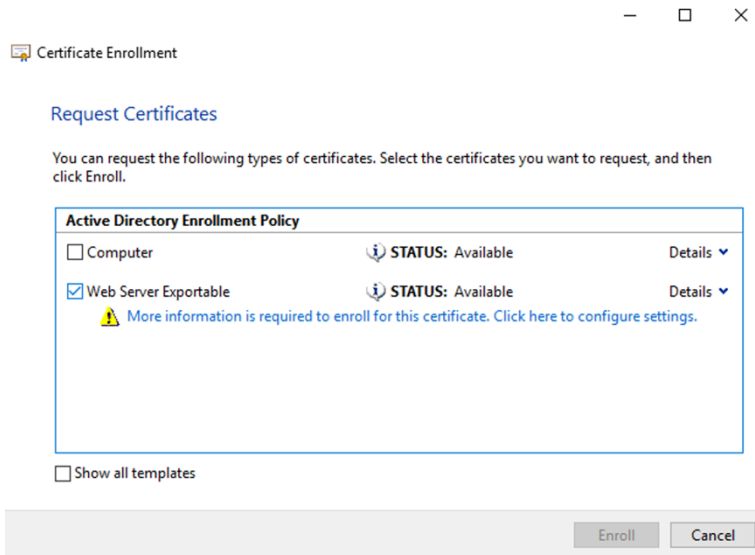 Certificate Enrollment
Request Certificates
You can request the following types of certificates. Select the certificates you want to request, and then
click Enroll.
Active Directory Enrollment Policy
Computer STATUS: Available Details
Web Server Exportable STATUS: Available Details
More information is required to enroll for this certificate. Click here to configure settings.
Show all templates
Enroll Cancel